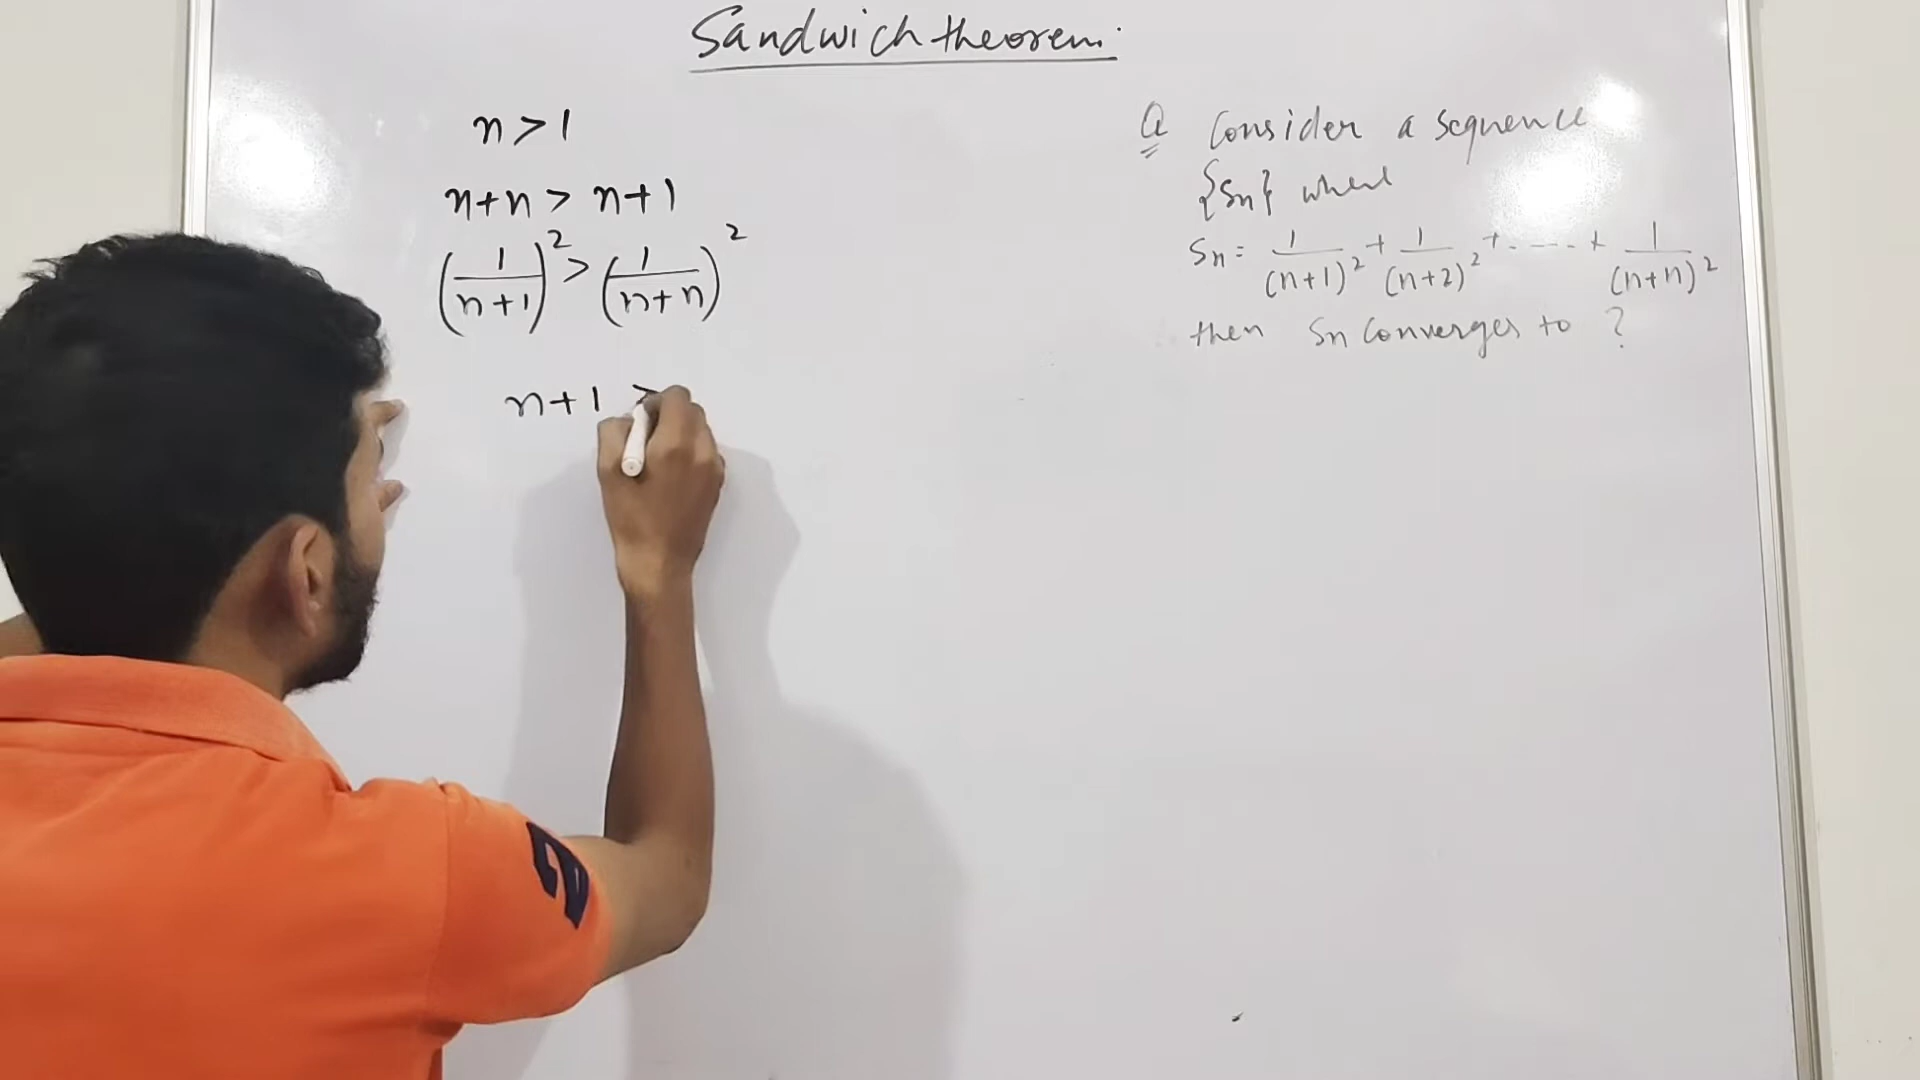 Sandwich theorem.
n > 1
n+n > n+1
(1/(n+1))² > (1/(n+n))²
n+1 >
Q Consider a sequence
{Sn} where
Sn = 1/(n+1)² + 1/(n+2)² + ---- + 1/(n+n)²
then Sn Converges to ?